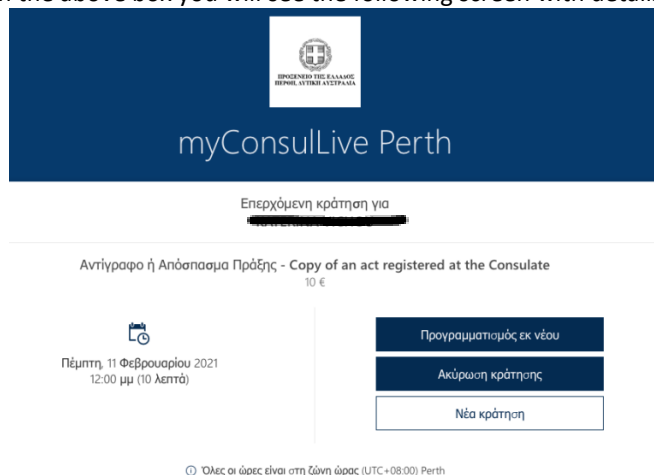 the above box you will see the following screen with detail
ΠΡΟΞΕΝΕΙΟ ΤΗΣ ΕΛΛΑΔΟΣ
ΠΕΡΘΗ, ΔΥΤΙΚΗ ΑΥΣΤΡΑΛΙΑ
myConsulLive Perth
Επερχόμενη κράτηση για
Αντίγραφο ή Απόσπασμα Πράξης - Copy of an act registered at the Consulate
10 €
Πέμπτη, 11 Φεβρουαρίου 2021
12:00 μμ (10 λεπτά)
Προγραμματισμός εκ νέου
Ακύρωση κράτησης
Νέα κράτηση
Όλες οι ώρες είναι στη ζώνη ώρας (UTC+08:00) Perth